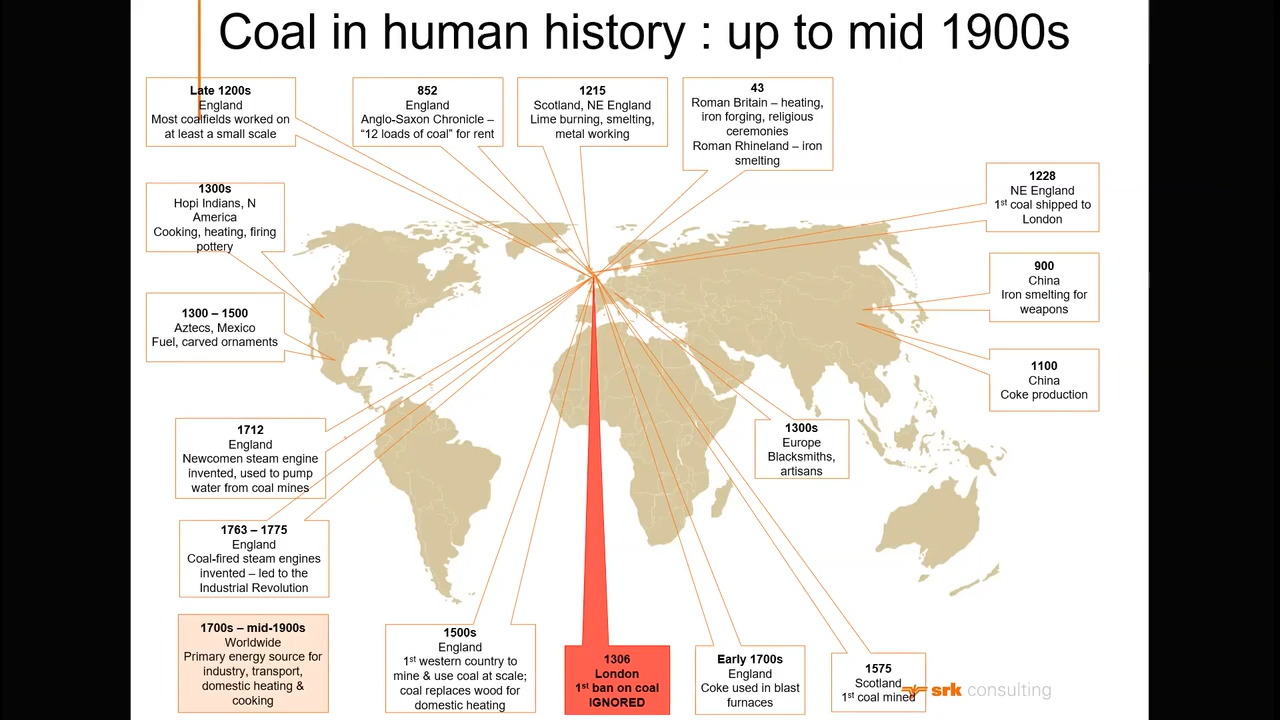 Coal in human history : up to mid 1900s
Late 1200s
England
Most coalfields worked on
at least a small scale
852
England
Anglo-Saxon Chronicle –
“12 loads of coal” for rent
1215
Scotland, NE England
Lime burning, smelting,
metal working
43
Roman Britain – heating,
iron forging, religious
ceremonies
Roman Rhineland – iron
smelting
1228
NE England
1st coal shipped to
London
1300s
Hopi Indians, N
America
Cooking, heating, firing
pottery
900
China
Iron smelting for
weapons
1300 – 1500
Aztecs, Mexico
Fuel, carved ornaments
1100
China
Coke production
1712
England
Newcomen steam engine
invented, used to pump
water from coal mines
1300s
Europe
Blacksmiths,
artisans
1763 – 1775
England
Coal-fired steam engines
invented – led to the
Industrial Revolution
1700s – mid-1900s
Worldwide
Primary energy source for
industry, transport,
domestic heating &
cooking
1500s
England
1st western country to
mine & use coal at scale;
coal replaces wood for
domestic heating
1306
London
1st ban on coal
IGNORED
Early 1700s
England
Coke used in blast
furnaces
1575
Scotland
1st coal mined
srk consulting